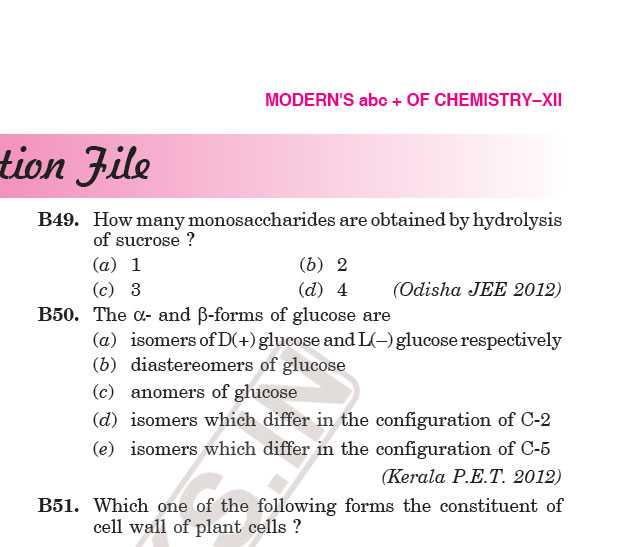 MODERN'S abc + OF CHEMISTRY–XII
tion File
B49. How many monosaccharides are obtained by hydrolysis
of sucrose ?
(a) 1 (b) 2
(c) 3 (d) 4 (Odisha JEE 2012)
B50. The α- and β-forms of glucose are
(a) isomers of D(+) glucose and L(–) glucose respectively
(b) diastereomers of glucose
(c) anomers of glucose
(d) isomers which differ in the configuration of C-2
(e) isomers which differ in the configuration of C-5
(Kerala P.E.T. 2012)
B51. Which one of the following forms the constituent of
cell wall of plant cells ?
S.IN